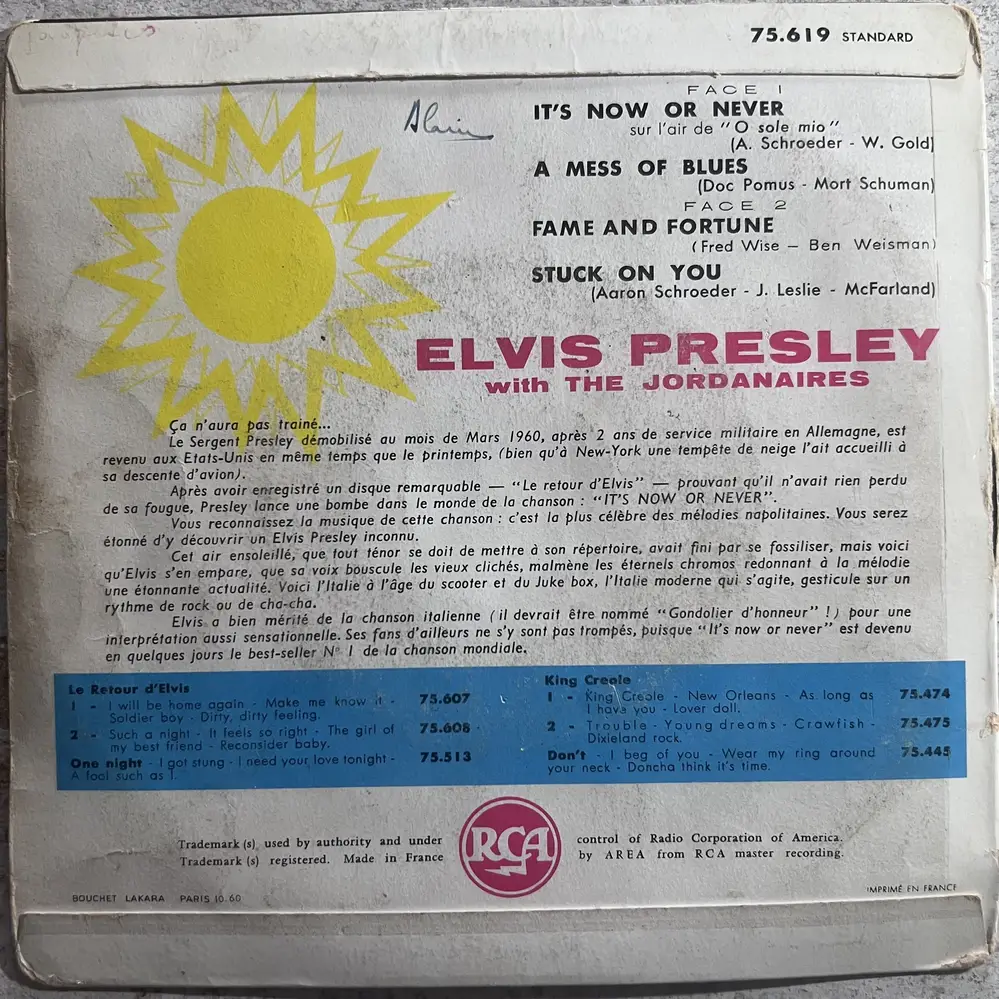 Jacques
75.619 STANDARD
Alain
FACE 1
IT'S NOW OR NEVER
sur l'air de "O sole mio"
(A. Schroeder - W. Gold)
A MESS OF BLUES
(Doc Pomus - Mort Schuman)
FACE 2
FAME AND FORTUNE
(Fred Wise – Ben Weisman)
STUCK ON YOU
(Aaron Schroeder - J. Leslie - McFarland)
ELVIS PRESLEY
with THE JORDANAIRES
Ça n'aura pas trainé...
Le Sergent Presley démobilisé au mois de Mars 1960, après 2 ans de service militaire en Allemagne, est
revenu aux Etats-Unis en même temps que le printemps, (bien qu'à New-York une tempête de neige l'ait accueilli à
sa descente d'avion).
Après avoir enregistré un disque remarquable — "Le retour d'Elvis" — prouvant qu'il n'avait rien perdu
de sa fougue, Presley lance une bombe dans le monde de la chanson : "IT'S NOW OR NEVER".
Vous reconnaissez la musique de cette chanson : c'est la plus célèbre des mélodies napolitaines. Vous serez
étonné d'y découvrir un Elvis Presley inconnu.
Cet air ensoleillé, que tout ténor se doit de mettre à son répertoire, avait fini par se fossiliser, mais voici
qu'Elvis s'en empare, que sa voix bouscule les vieux clichés, malmène les éternels chromos redonnant à la mélodie
une étonnante actualité. Voici l'Italie à l'âge du scooter et du Juke box, l'Italie moderne qui s'agite, gesticule sur un
rythme de rock ou de cha-cha.
Elvis a bien mérité de la chanson italienne (il devrait être nommé "Gondolier d'honneur" !) pour une
interprétation aussi sensationnelle. Ses fans d'ailleurs ne s'y sont pas trompés, puisque "It's now or never" est devenu
en quelques jours le best-seller N° 1 de la chanson mondiale.
Le Retour d'Elvis
1 - I will be home again - Make me know it - 75.607
Soldier boy - Dirty, dirty feeling.
2 - Such a night - It feels so right - The girl of 75.608
my best friend - Reconsider baby.
One night - I got stung - I need your love tonight - 75.513
A fool such as I.
King Creole
1 - King Creole - New Orleans - As long as 75.474
I have you - Lover doll.
2 - Trouble - Young dreams - Crawfish - 75.475
Dixieland rock.
Don't - I beg of you - Wear my ring around 75.445
your neck - Doncha think it's time.
Trademark (s) used by authority and under control of Radio Corporation of America.
Trademark (s) registered. Made in France by AREA from RCA master recording.
RCA
BOUCHET LAKARA PARIS 10.60
IMPRIMÉ EN FRANCE